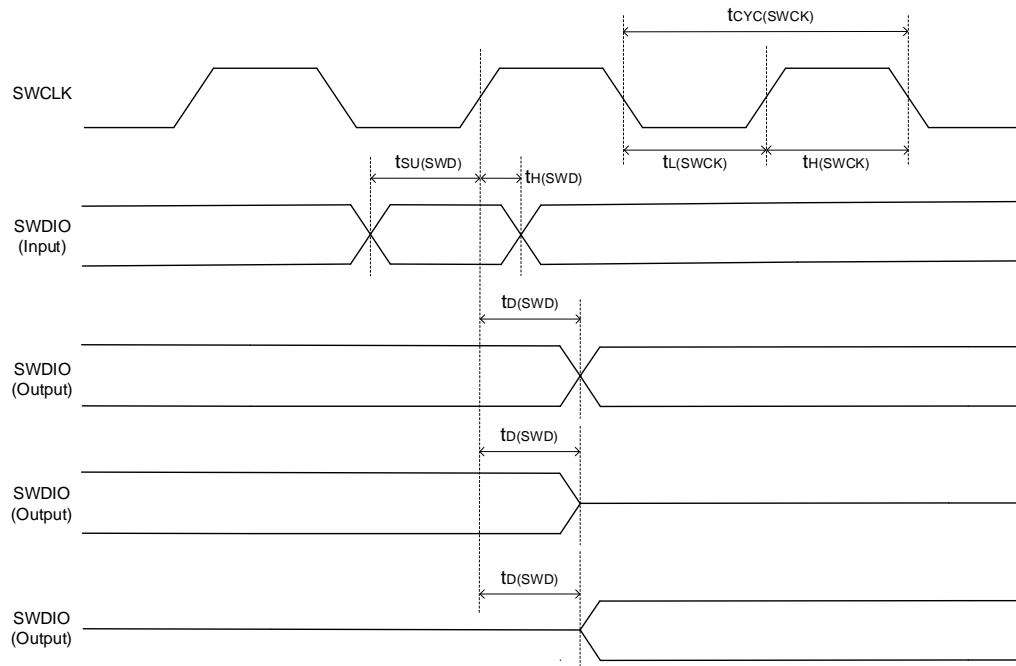 tCYC(SWCK)
SWCLK
tSU(SWD)
tH(SWD)
tL(SWCK)
tH(SWCK)
SWDIO
(Input)
tD(SWD)
SWDIO
(Output)
tD(SWD)
SWDIO
(Output)
tD(SWD)
SWDIO
(Output)